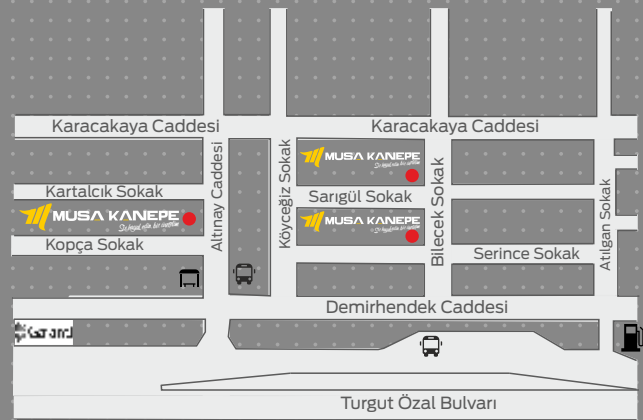 Karacakaya Caddesi
Karacakaya Caddesi
Altınay Caddesi
Köyceğiz Sokak
MUSA KANEPE
Bilecek Sokak
Atılgan Sokak
Kartalcık Sokak
Sarıgül Sokak
MUSA KANEPE
MUSA KANEPE
Kopça Sokak
Serince Sokak
Demirhendek Caddesi
Turgut Özal Bulvarı